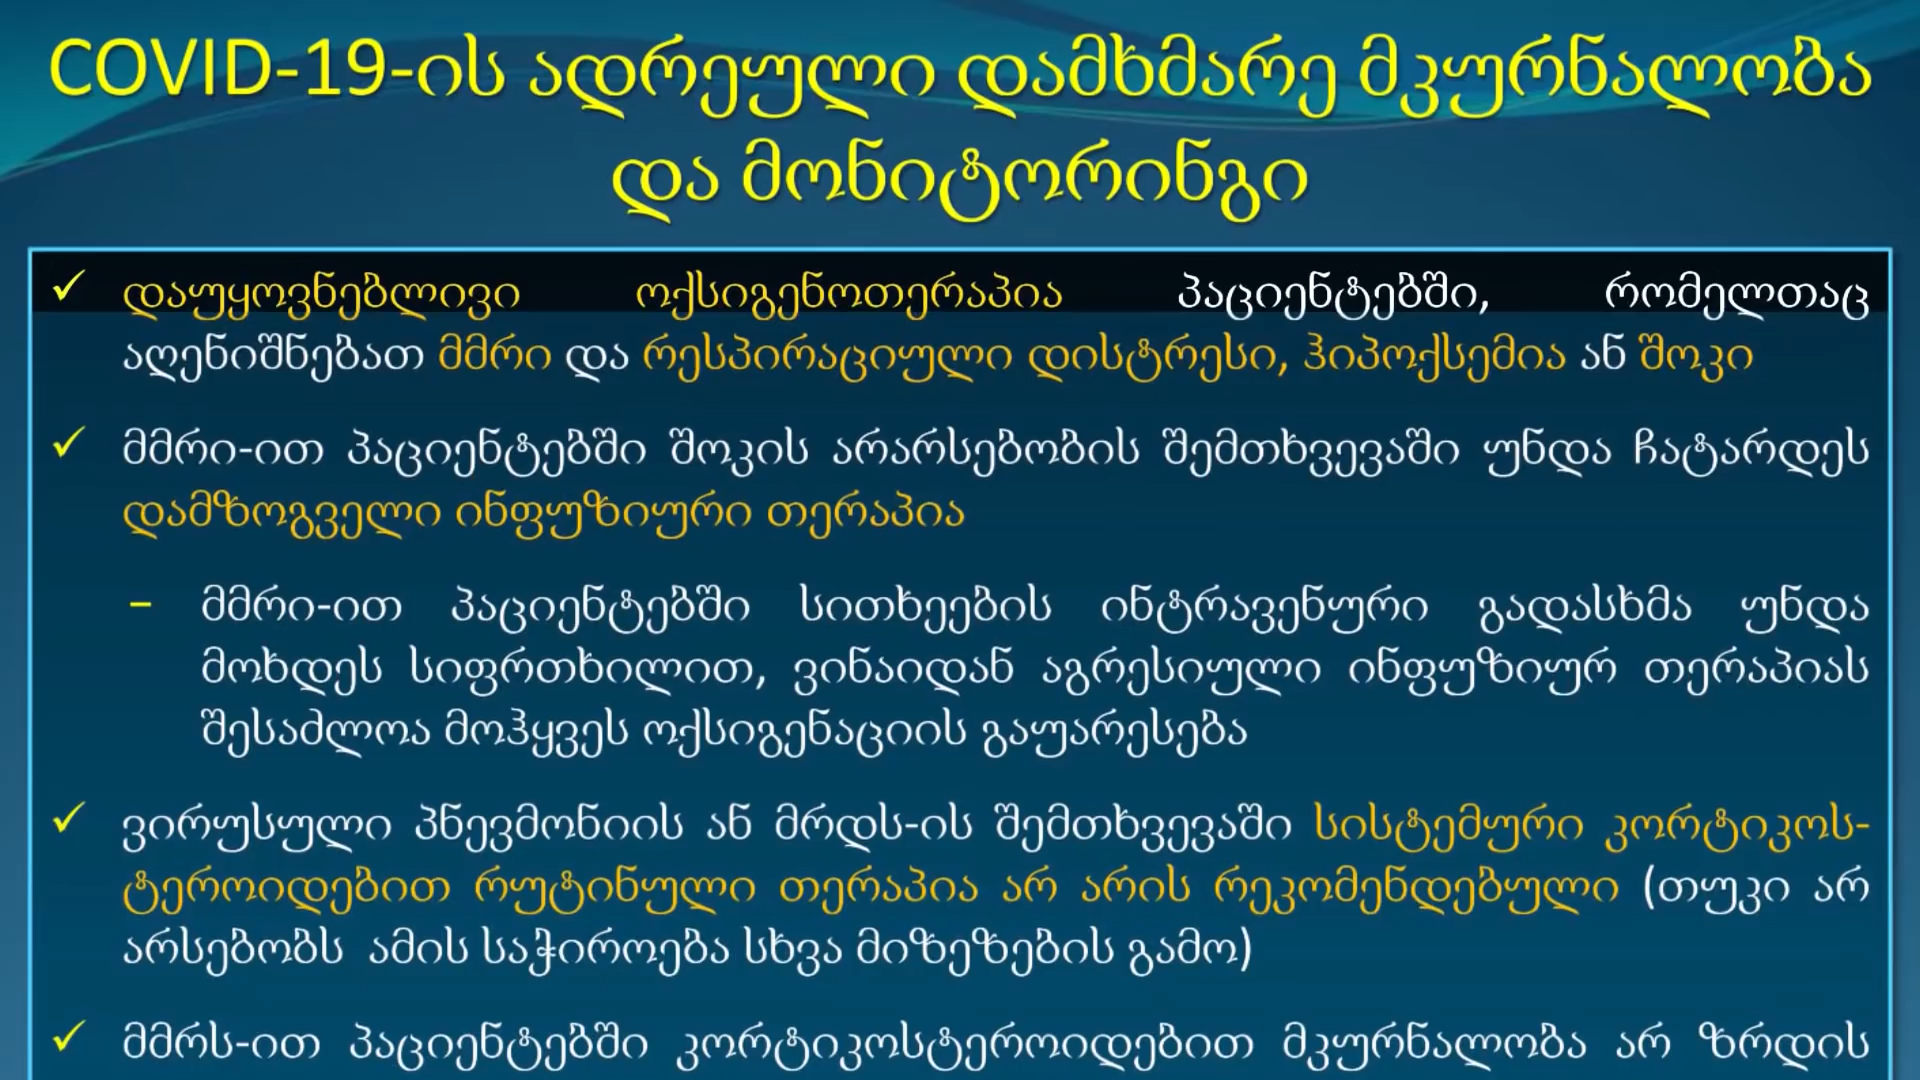 COVID-19-ის ადრეული დამხმარე მკურნალობა
და მონიტორინგი
✓ დაუყოვნებლივი ოქსიგენოთერაპია პაციენტებში, რომელთაც
აღენიშნებათ მმრი და რესპირაციული დისტრესი, ჰიპოქსემია ან შოკი
✓ მმრი-ით პაციენტებში შოკის არარსებობის შემთხვევაში უნდა ჩატარდეს
დამზოგველი ინფუზიური თერაპია
– მმრი-ით პაციენტებში სითხეების ინტრავენური გადასხმა უნდა
მოხდეს სიფრთხილით, ვინაიდან აგრესიული ინფუზიურ თერაპიას
შესაძლოა მოჰყვეს ოქსიგენაციის გაუარესება
✓ ვირუსული პნევმონიის ან მრდს-ის შემთხვევაში სისტემური კორტიკოს-
ტეროიდებით რუტინული თერაპია არ არის რეკომენდებული (თუკი არ
არსებობს ამის საჭიროება სხვა მიზეზების გამო)
✓ მმრს-ით პაციენტებში კორტიკოსტეროიდებით მკურნალობა არ ზრდის